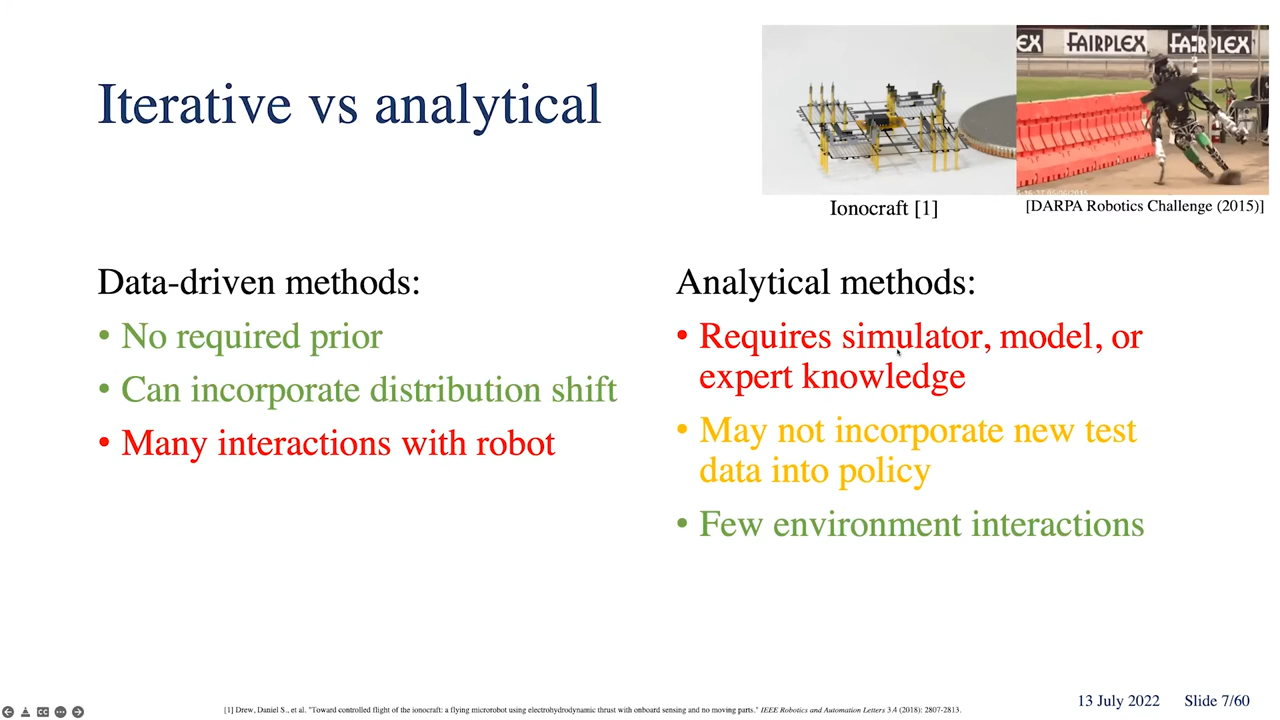 FAIRPLEX
Iterative vs analytical
Ionocraft [1]
[DARPA Robotics Challenge (2015)]
Data-driven methods:
• No required prior
• Can incorporate distribution shift
• Many interactions with robot
Analytical methods:
• Requires simulator, model, or
expert knowledge
• May not incorporate new test
data into policy
• Few environment interactions
13 July 2022 Slide 7/60
[1] Drew, Daniel S., et al. "Toward controlled flight of the ionocraft: a flying microrobot using electrohydrodynamic thrust with onboard sensing and no moving parts." IEEE Robotics and Automation Letters 3.4 (2018): 2807-2813.